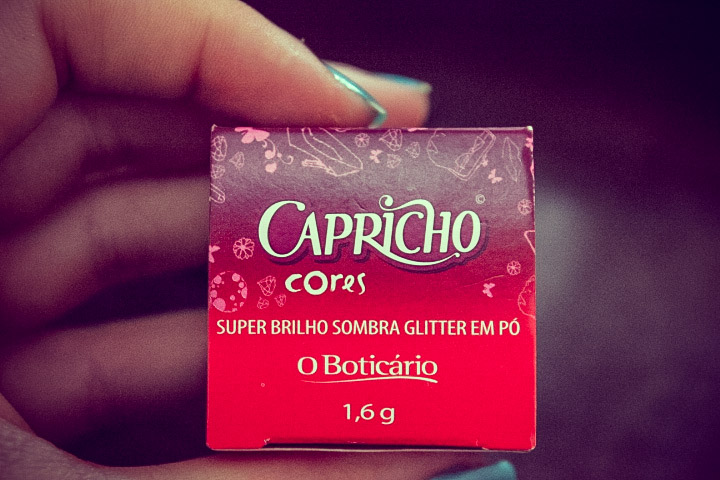 CAPRICHO ©
cores
SUPER BRILHO SOMBRA GLITTER EM PÓ
O Boticário
1,6 g